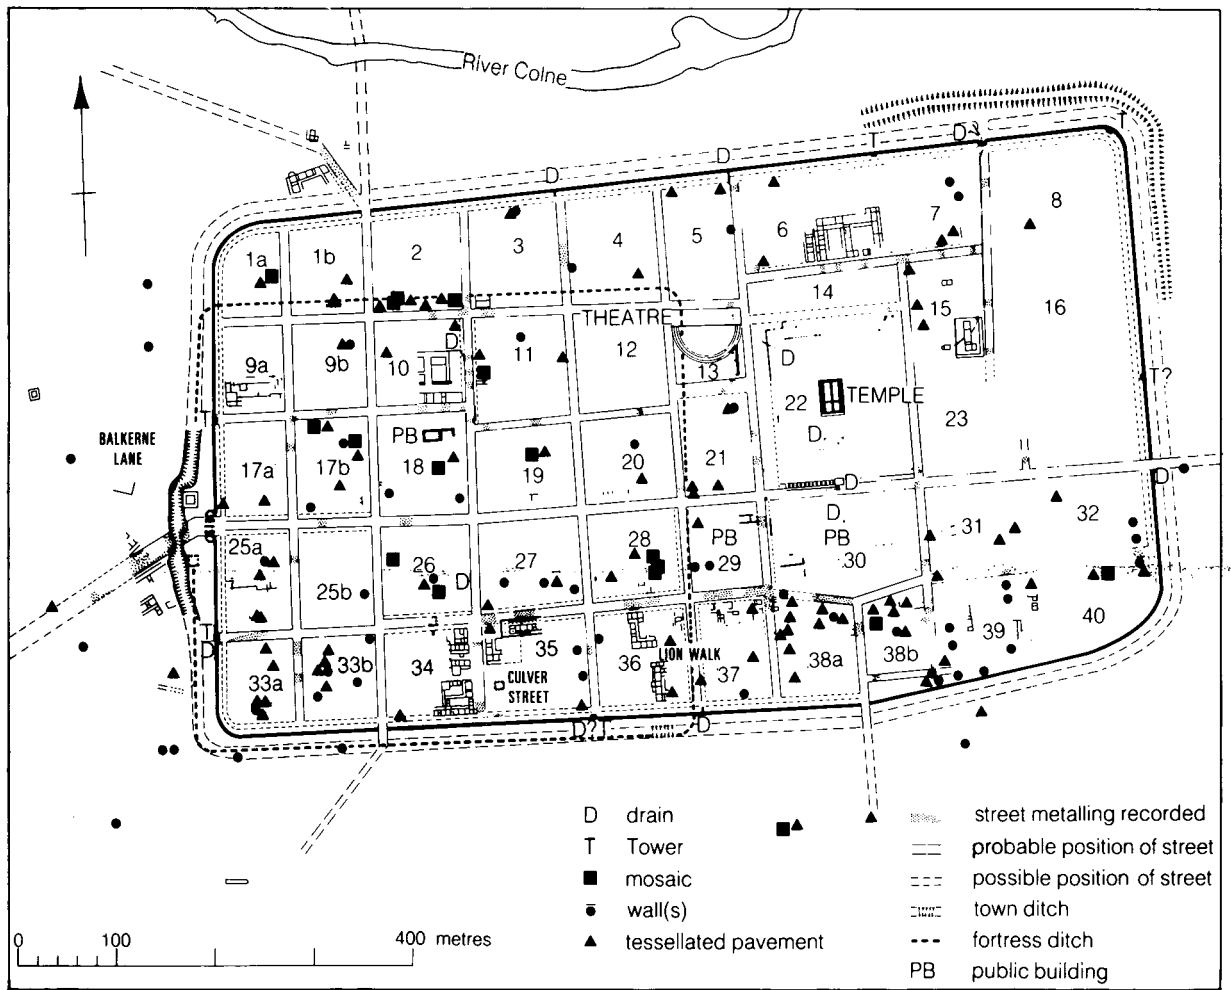 River Colne
D
T
T
D
D
8
7
6
5
4
3
2
1b
1a
14
15
16
THEATRE
D
D
9a
9b
10
11
12
13
T
22
TEMPLE
T?
23
D.
BALKERNE
LANE
PB
17a
17b
18
19
20
21
D
D
D.
25a
25b
26
D
27
28
PB
29
PB
30
31
32
T
D
33a
33b
34
35
36
LION WALK
37
38a
38b
39
40
CULVER
STREET
D?
T
D
D drain
T Tower
mosaic
wall(s)
tessellated pavement
street metalling recorded
probable position of street
possible position of street
town ditch
fortress ditch
PB public building
0 100 400 metres